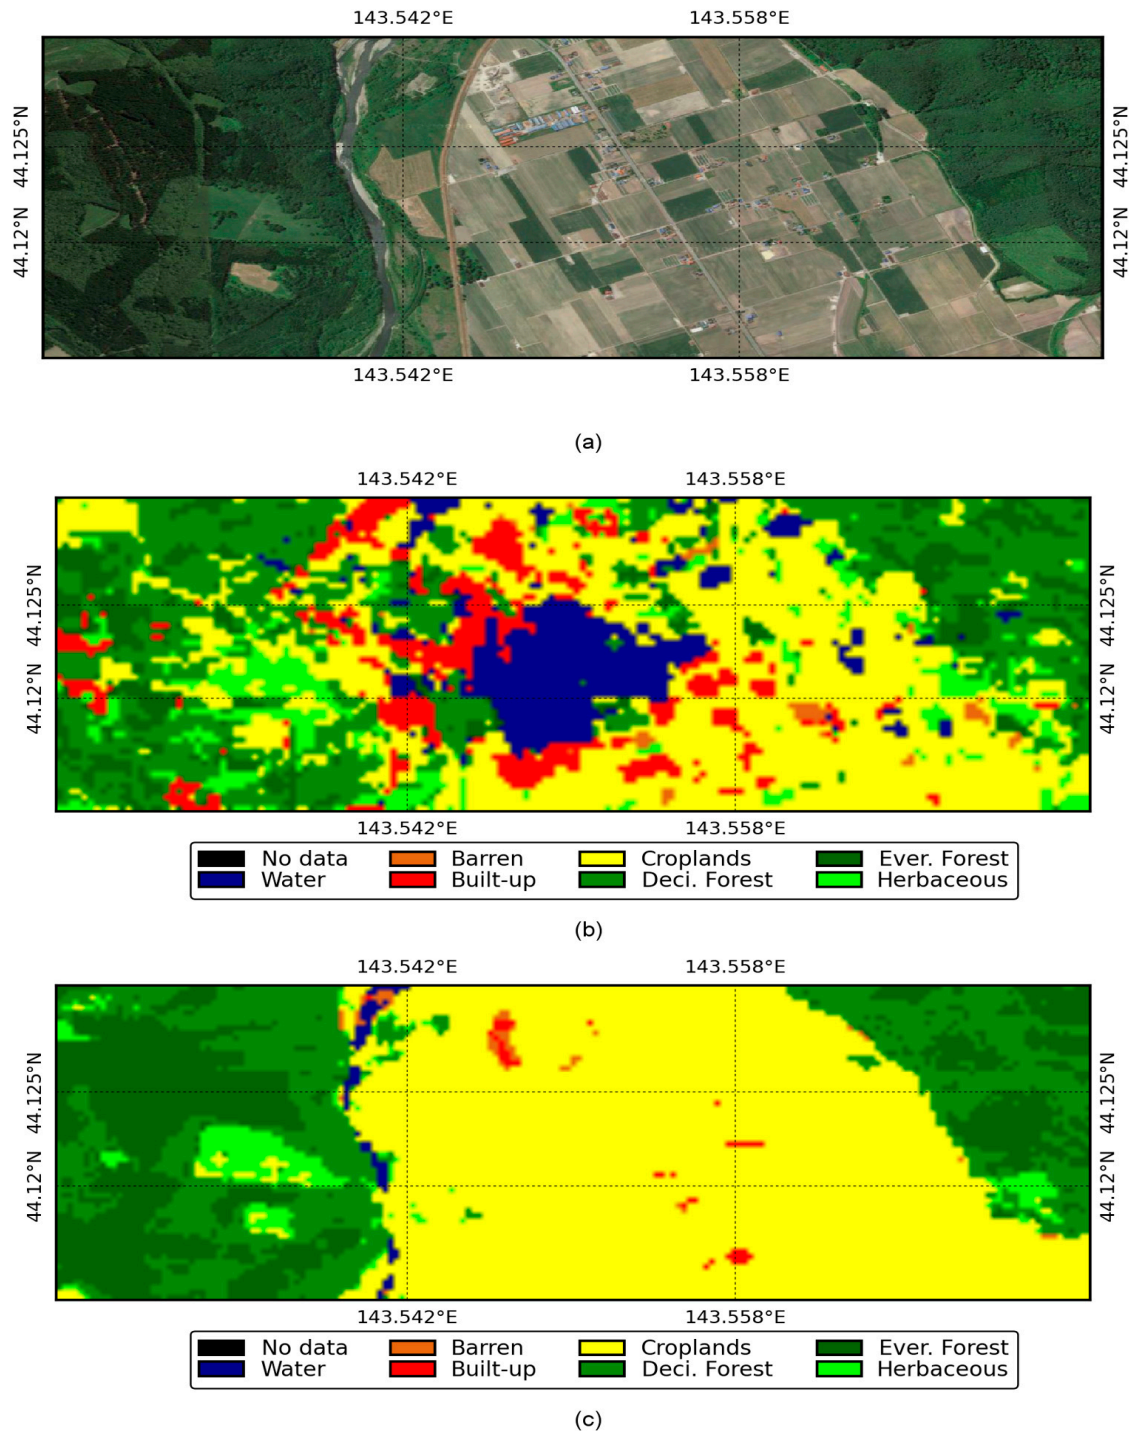 143.542°E 143.558°E
44.125°N 44.125°N
44.12°N 44.12°N
143.542°E 143.558°E
(a)
143.542°E 143.558°E
44.125°N 44.125°N
44.12°N 44.12°N
143.542°E 143.558°E
No data Barren Croplands Ever. Forest
Water Built-up Deci. Forest Herbaceous
(b)
143.542°E 143.558°E
44.125°N 44.125°N
44.12°N 44.12°N
143.542°E 143.558°E
No data Barren Croplands Ever. Forest
Water Built-up Deci. Forest Herbaceous
(c)